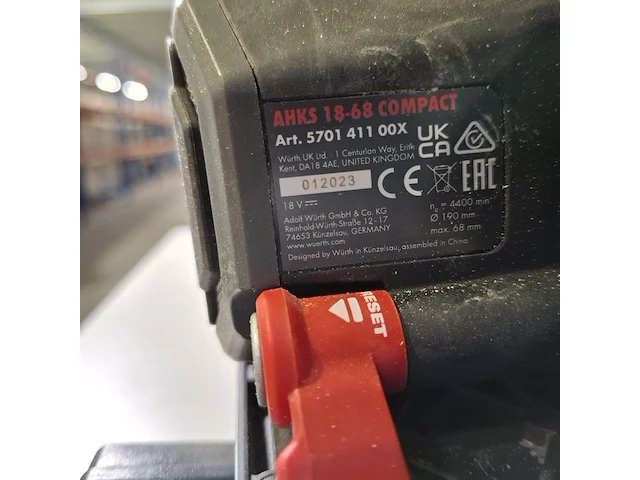 AHKS 18-68 COMPACT
Art. 5701 411 00X
UK
CA
Würth UK Ltd. 1 Centurion Way, Erith
Kent, DA18 4AE, UNITED KINGDOM
012023
CE
EAC
18 V
Adolf Würth GmbH & Co. KG
Reinhold-Würth-Straße 12-17
74653 Künzelsau, GERMANY
www.wuerth.com
n₀ = 4400 min
Ø 190 mm
max. 68 mm
Designed by Würth in Künzelsau, assembled in China
RESET